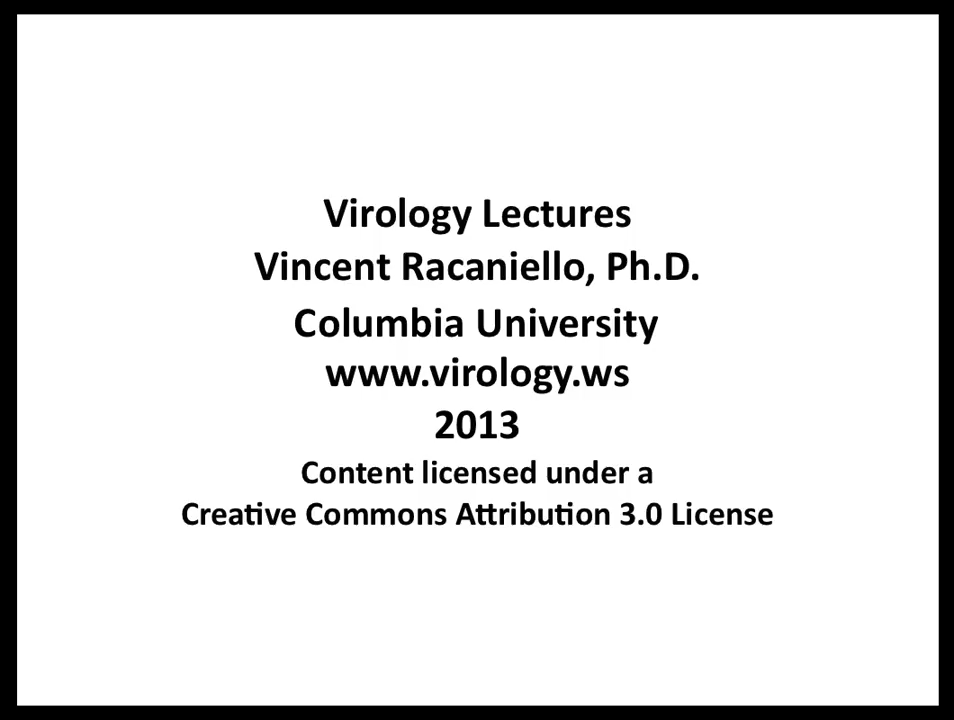 Virology Lectures
Vincent Racaniello, Ph.D.
Columbia University
www.virology.ws
2013
Content licensed under a
Creative Commons Attribution 3.0 License